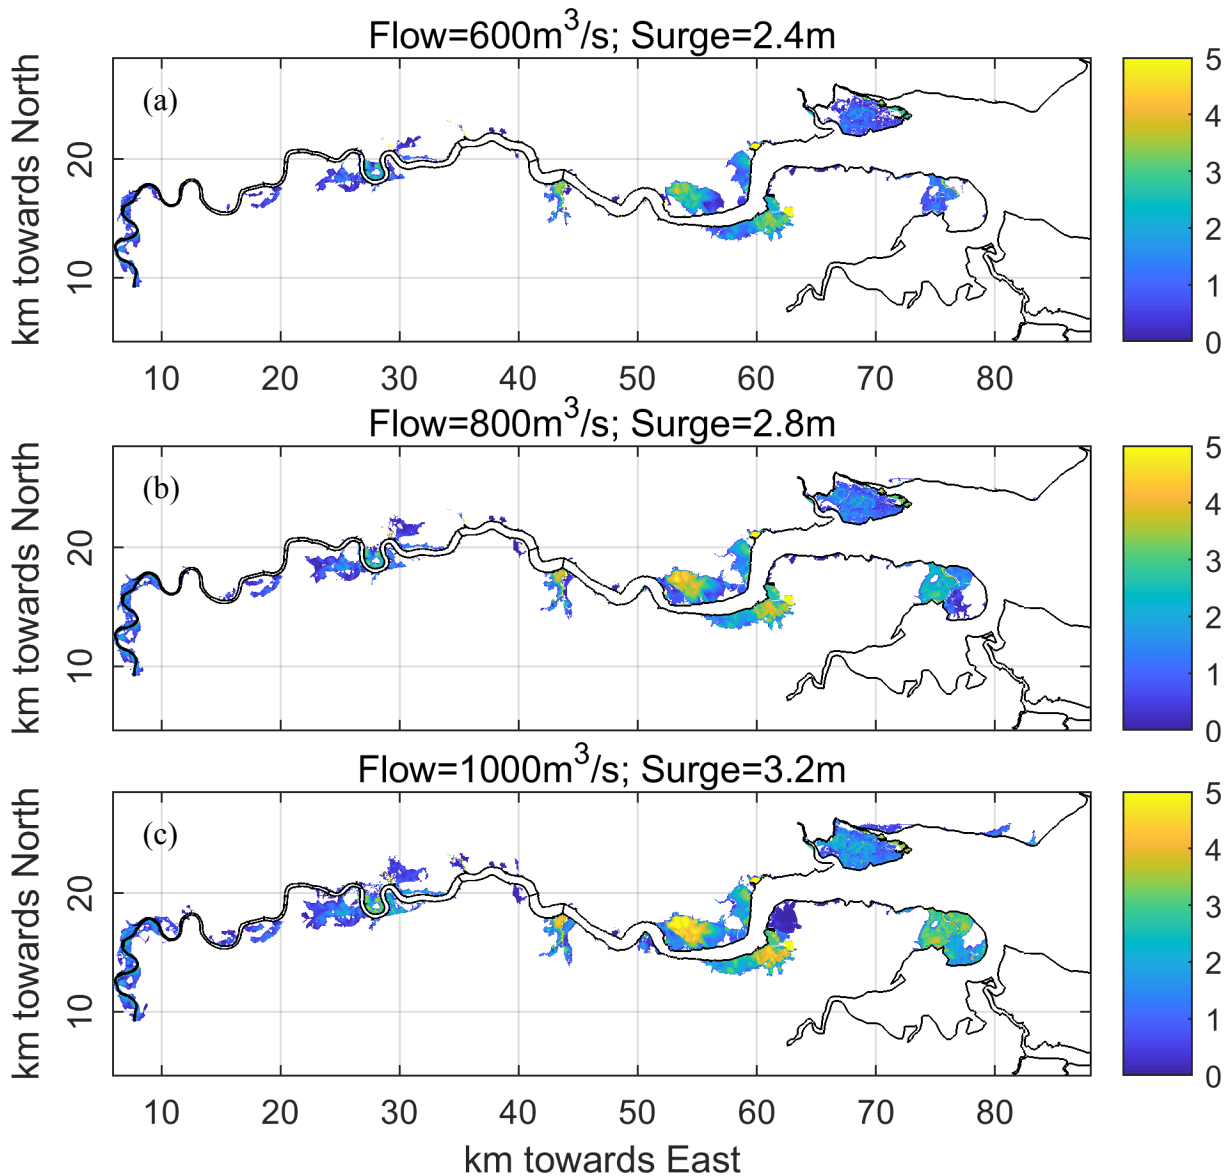 Flow=600m³/s; Surge=2.4m
(a)
km towards North
20
10
10 20 30 40 50 60 70 80
5
4
3
2
1
0
Flow=800m³/s; Surge=2.8m
(b)
km towards North
20
10
5
4
3
2
1
0
Flow=1000m³/s; Surge=3.2m
(c)
km towards North
20
10
10 20 30 40 50 60 70 80
km towards East
5
4
3
2
1
0